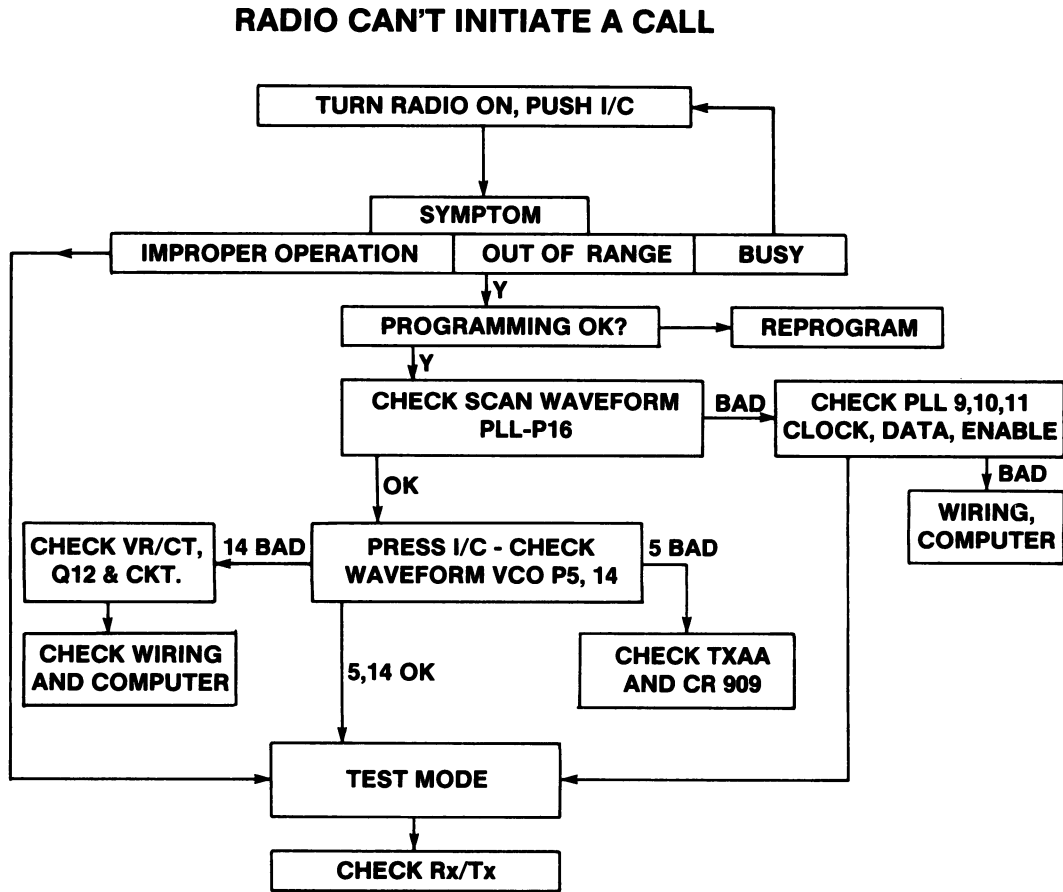 RADIO CAN'T INITIATE A CALL
TURN RADIO ON, PUSH I/C
SYMPTOM
IMPROPER OPERATION
OUT OF RANGE
BUSY
Y
PROGRAMMING OK?
REPROGRAM
Y
CHECK SCAN WAVEFORM
PLL-P16
BAD
CHECK PLL 9,10,11
CLOCK, DATA, ENABLE
BAD
WIRING,
COMPUTER
OK
PRESS I/C - CHECK
WAVEFORM VCO P5, 14
14 BAD
CHECK VR/CT,
Q12 & CKT.
CHECK WIRING
AND COMPUTER
5 BAD
CHECK TXAA
AND CR 909
5,14 OK
TEST MODE
CHECK Rx/Tx